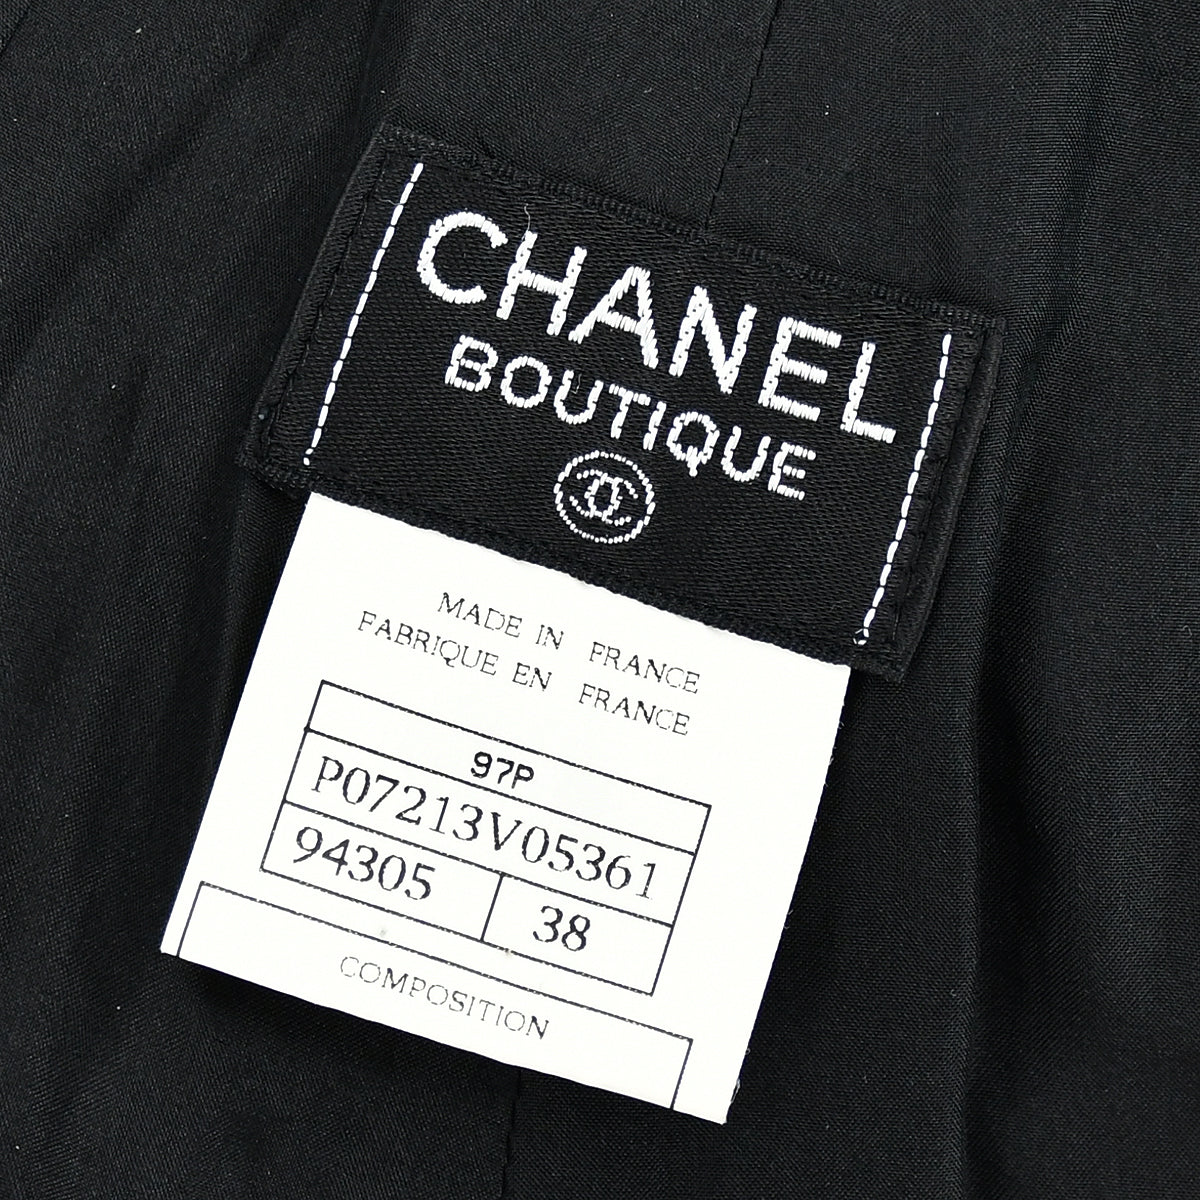 CHANEL
BOUTIQUE
MADE IN FRANCE
FABRIQUE EN FRANCE
97P
P07213V05361
94305 38
COMPOSITION